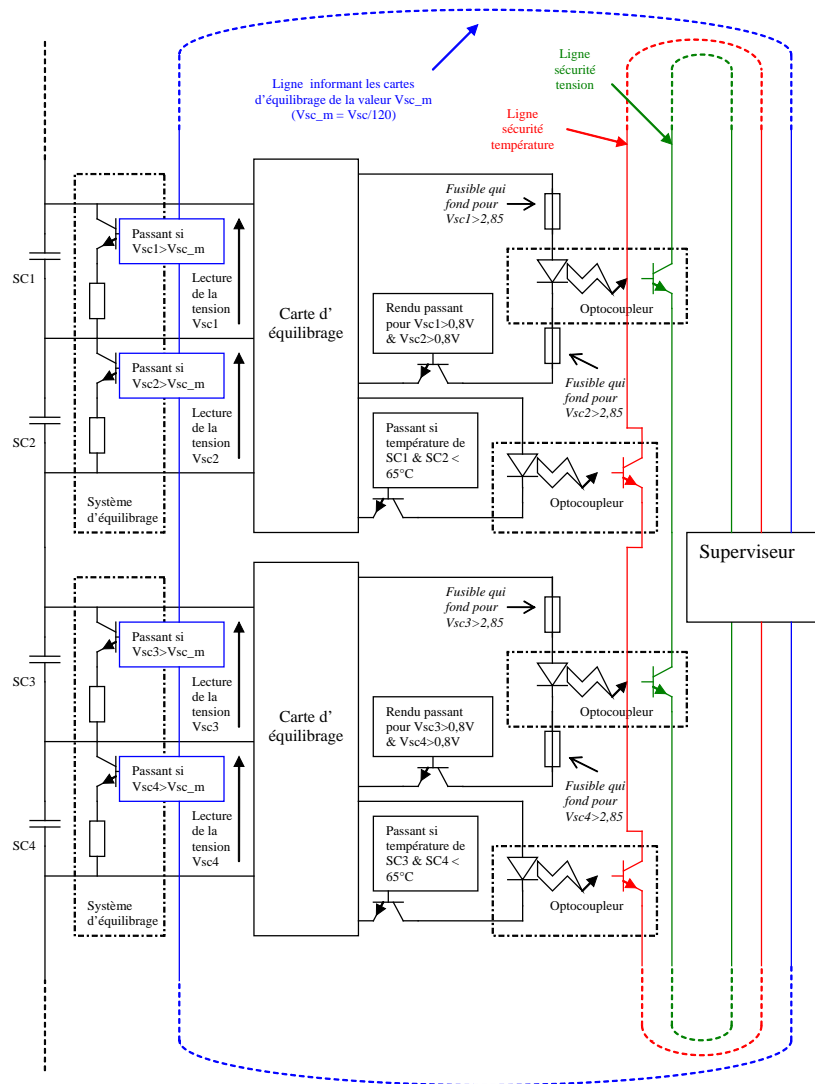 Ligne informant les cartes
d'équilibrage de la valeur Vsc_m
(Vsc_m = Vsc/120)
Ligne
sécurité
tension
Ligne
sécurité
température
Fusible qui
fond pour
Vsc1>2,85
Passant si
Vsc1>Vsc_m
SC1
Lecture
de la
tension
Vsc1
Carte d'
équilibrage
Rendu passant
pour Vsc1>0,8V
& Vsc2>0,8V
Optocoupleur
Passant si
Vsc2>Vsc_m
Fusible qui
fond pour
Vsc2>2,85
SC2
Lecture
de la
tension
Vsc2
Passant si
température de
SC1 & SC2 <
65°C
Optocoupleur
Système
d'équilibrage
Superviseur
Fusible qui
fond pour
Vsc3>2,85
Passant si
Vsc3>Vsc_m
SC3
Lecture
de la
tension
Vsc3
Carte d'
équilibrage
Rendu passant
pour Vsc3>0,8V
& Vsc4>0,8V
Optocoupleur
Passant si
Vsc4>Vsc_m
Fusible qui
fond pour
Vsc4>2,85
SC4
Lecture
de la
tension
Vsc4
Passant si
température de
SC3 & SC4 <
65°C
Optocoupleur
Système
d'équilibrage